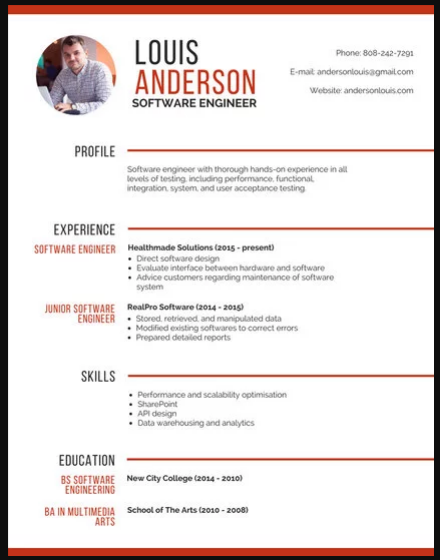 LOUIS
ANDERSON
SOFTWARE ENGINEER
Phone: 808-242-7291
E-mail: andersonlouis@gmail.com
Website: andersonlouis.com
PROFILE
Software engineer with thorough hands-on experience in all
levels of testing, including performance, functional,
integration, system, and user acceptance testing.
EXPERIENCE
SOFTWARE ENGINEER
Healthmade Solutions (2015 - present)
• Direct software design
• Evaluate interface between hardware and software
• Advice customers regarding maintenance of software
system
JUNIOR SOFTWARE
ENGINEER
RealPro Software (2014 - 2015)
• Stored, retrieved, and manipulated data
• Modified existing softwares to correct errors
• Prepared detailed reports
SKILLS
• Performance and scalability optimisation
• SharePoint
• API design
• Data warehousing and analytics
EDUCATION
BS SOFTWARE
ENGINEERING
New City College (2014 - 2010)
BA IN MULTIMEDIA
ARTS
School of The Arts (2010 - 2008)